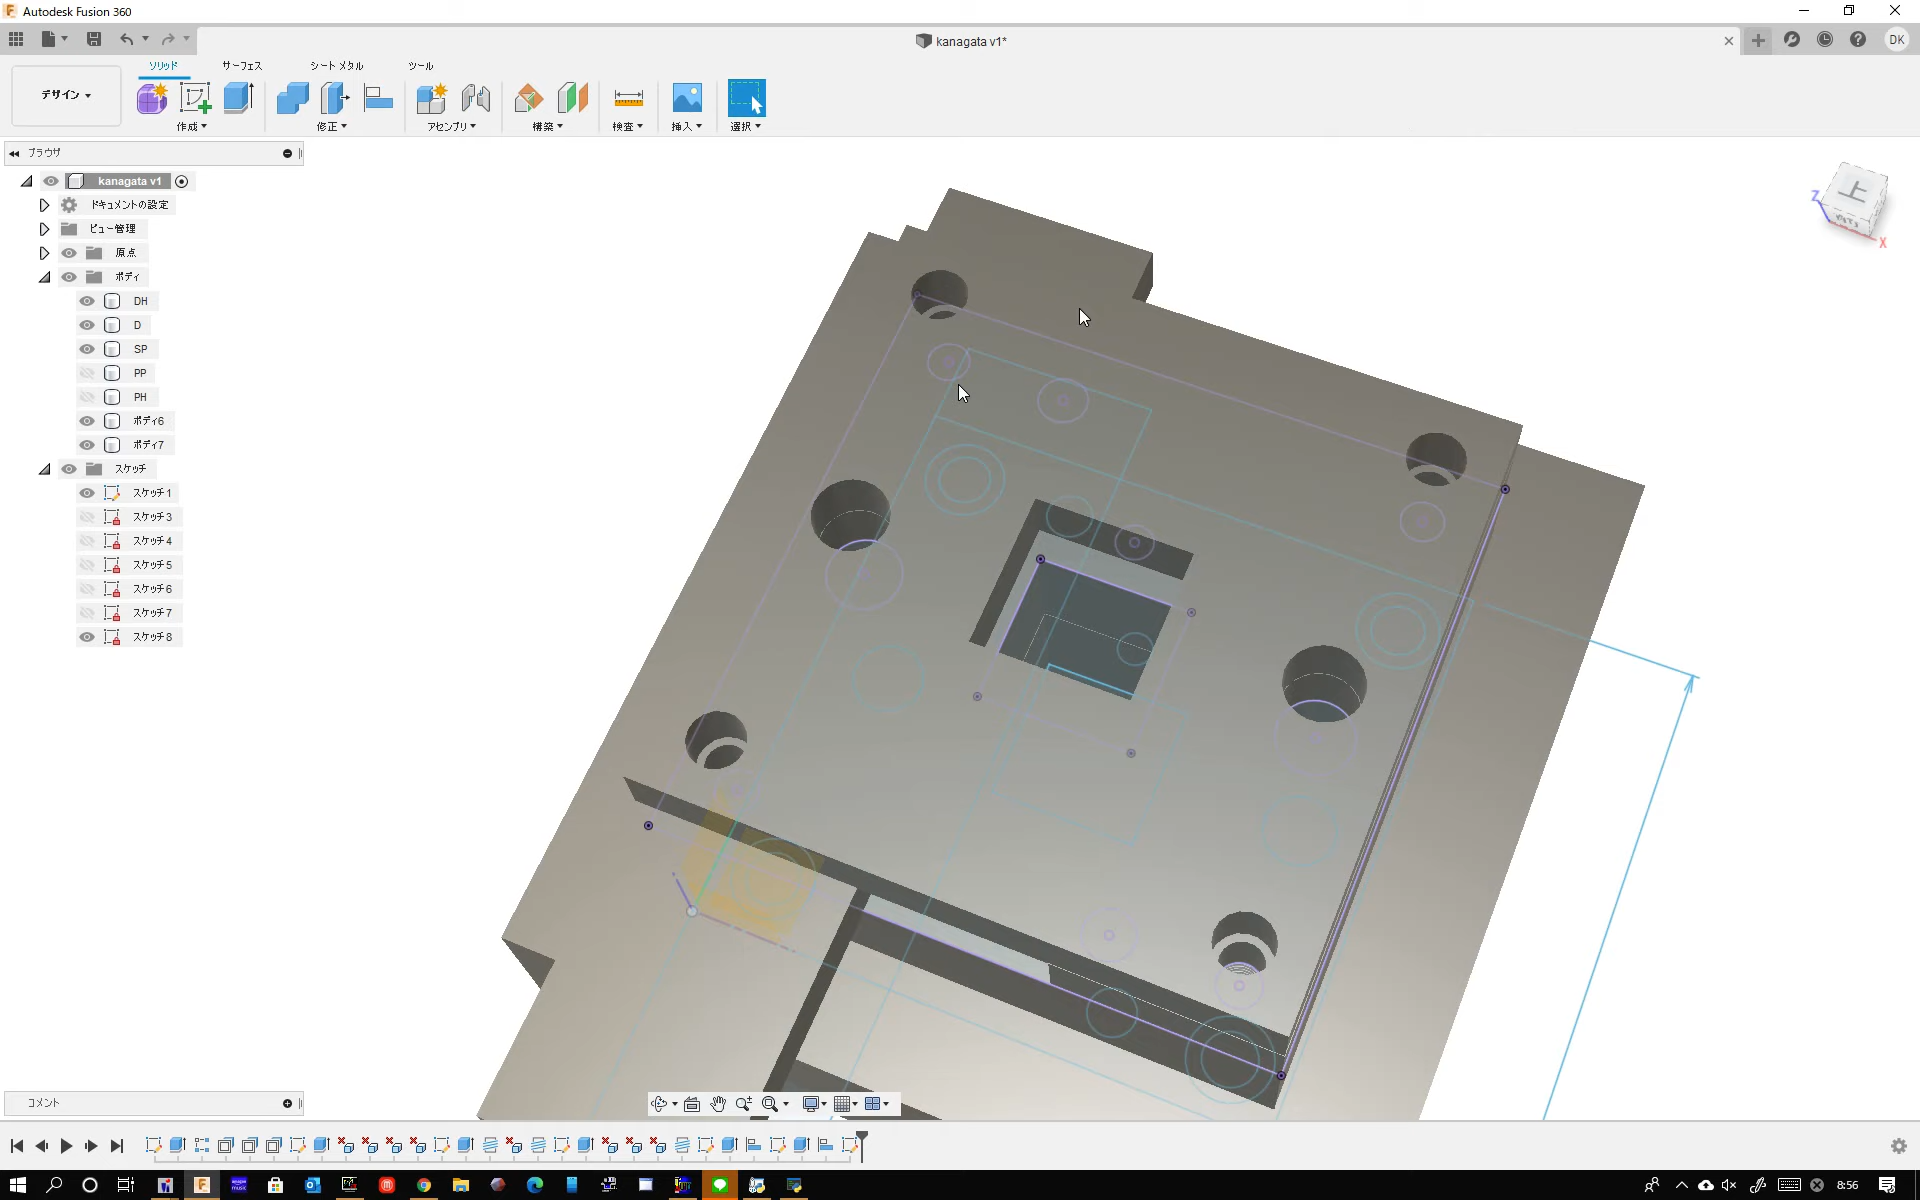 Autodesk Fusion 360
kanagata v1*
DK
デザイン
ソリッド サーフェス シート メタル ツール
作成 修正 アセンブリ 構築 検査 挿入 選択
ブラウザ
kanagata v1
ドキュメントの設定
ビュー管理
原点
ボディ
DH
D
SP
PP
PH
ボディ6
ボディ7
スケッチ
スケッチ1
スケッチ3
スケッチ4
スケッチ5
スケッチ6
スケッチ7
スケッチ8
上
Z
X
コメント
8:56